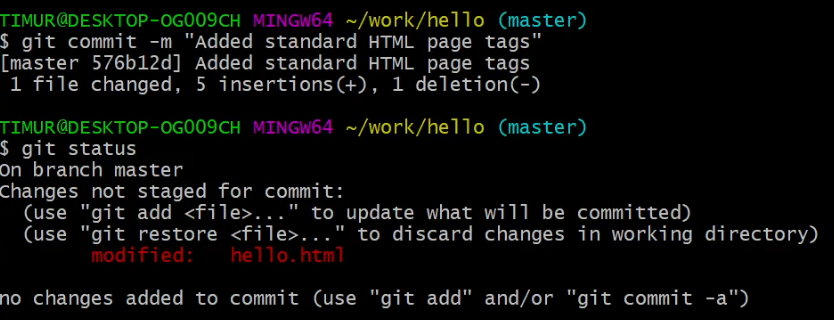 TIMUR@DESKTOP-OG009CH MINGW64 ~/work/hello (master)
$ git commit -m "Added standard HTML page tags"
[master 576b12d] Added standard HTML page tags
 1 file changed, 5 insertions(+), 1 deletion(-)

TIMUR@DESKTOP-OG009CH MINGW64 ~/work/hello (master)
$ git status
On branch master
Changes not staged for commit:
  (use "git add <file>..." to update what will be committed)
  (use "git restore <file>..." to discard changes in working directory)
        modified:   hello.html

no changes added to commit (use "git add" and/or "git commit -a")